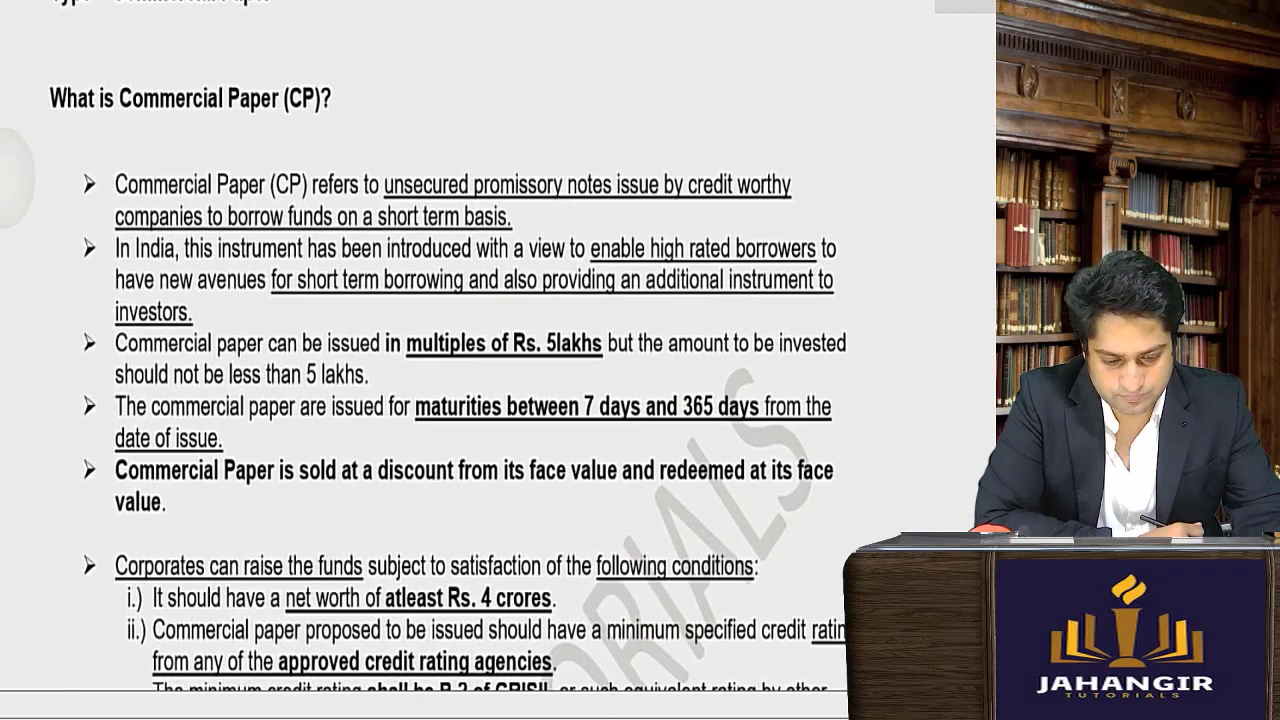 What is Commercial Paper (CP)?
➢ Commercial Paper (CP) refers to unsecured promissory notes issue by credit worthy
companies to borrow funds on a short term basis.
➢ In India, this instrument has been introduced with a view to enable high rated borrowers to
have new avenues for short term borrowing and also providing an additional instrument to
investors.
➢ Commercial paper can be issued in multiples of Rs. 5lakhs but the amount to be invested
should not be less than 5 lakhs.
➢ The commercial paper are issued for maturities between 7 days and 365 days from the
date of issue.
➢ Commercial Paper is sold at a discount from its face value and redeemed at its face
value.
➢ Corporates can raise the funds subject to satisfaction of the following conditions:
i.) It should have a net worth of atleast Rs. 4 crores.
ii.) Commercial paper proposed to be issued should have a minimum specified credit
from any of the approved credit rating agencies.
The minimum credit rating shall be P-2 of CRISIL or such equivalent rating by other
JAHANGIR
TUTORIALS